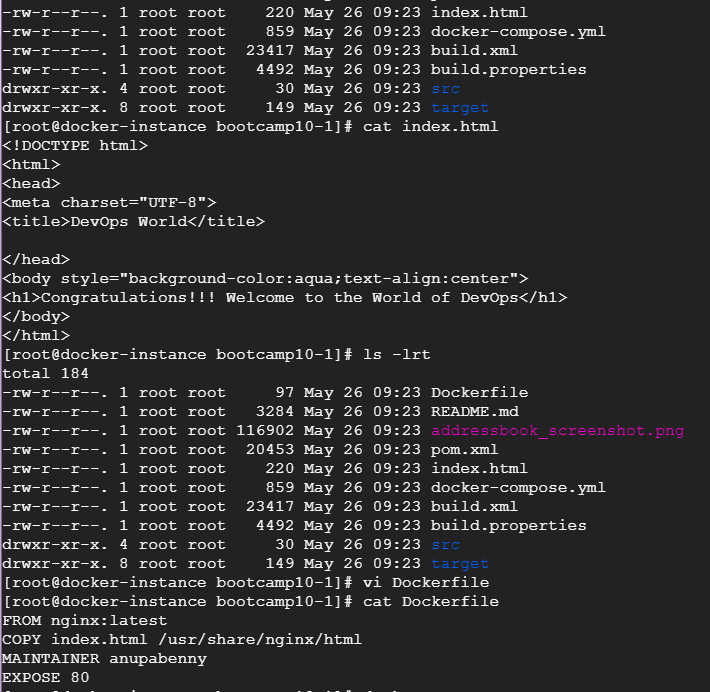 -rw-r--r--. 1 root root    220 May 26 09:23 index.html
-rw-r--r--. 1 root root    859 May 26 09:23 docker-compose.yml
-rw-r--r--. 1 root root  23417 May 26 09:23 build.xml
-rw-r--r--. 1 root root   4492 May 26 09:23 build.properties
drwxr-xr-x. 4 root root     30 May 26 09:23 src
drwxr-xr-x. 8 root root    149 May 26 09:23 target
[root@docker-instance bootcamp10-1]# cat index.html
<!DOCTYPE html>
<html>
<head>
<meta charset="UTF-8">
<title>DevOps World</title>

</head>
<body style="background-color:aqua;text-align:center">
<h1>Congratulations!!! Welcome to the World of DevOps</h1>
</body>
</html>
[root@docker-instance bootcamp10-1]# ls -lrt
total 184
-rw-r--r--. 1 root root     97 May 26 09:23 Dockerfile
-rw-r--r--. 1 root root   3284 May 26 09:23 README.md
-rw-r--r--. 1 root root 116902 May 26 09:23 addressbook_screenshot.png
-rw-r--r--. 1 root root  20453 May 26 09:23 pom.xml
-rw-r--r--. 1 root root    220 May 26 09:23 index.html
-rw-r--r--. 1 root root    859 May 26 09:23 docker-compose.yml
-rw-r--r--. 1 root root  23417 May 26 09:23 build.xml
-rw-r--r--. 1 root root   4492 May 26 09:23 build.properties
drwxr-xr-x. 4 root root     30 May 26 09:23 src
drwxr-xr-x. 8 root root    149 May 26 09:23 target
[root@docker-instance bootcamp10-1]# vi Dockerfile
[root@docker-instance bootcamp10-1]# cat Dockerfile
FROM nginx:latest
COPY index.html /usr/share/nginx/html
MAINTAINER anupabenny
EXPOSE 80